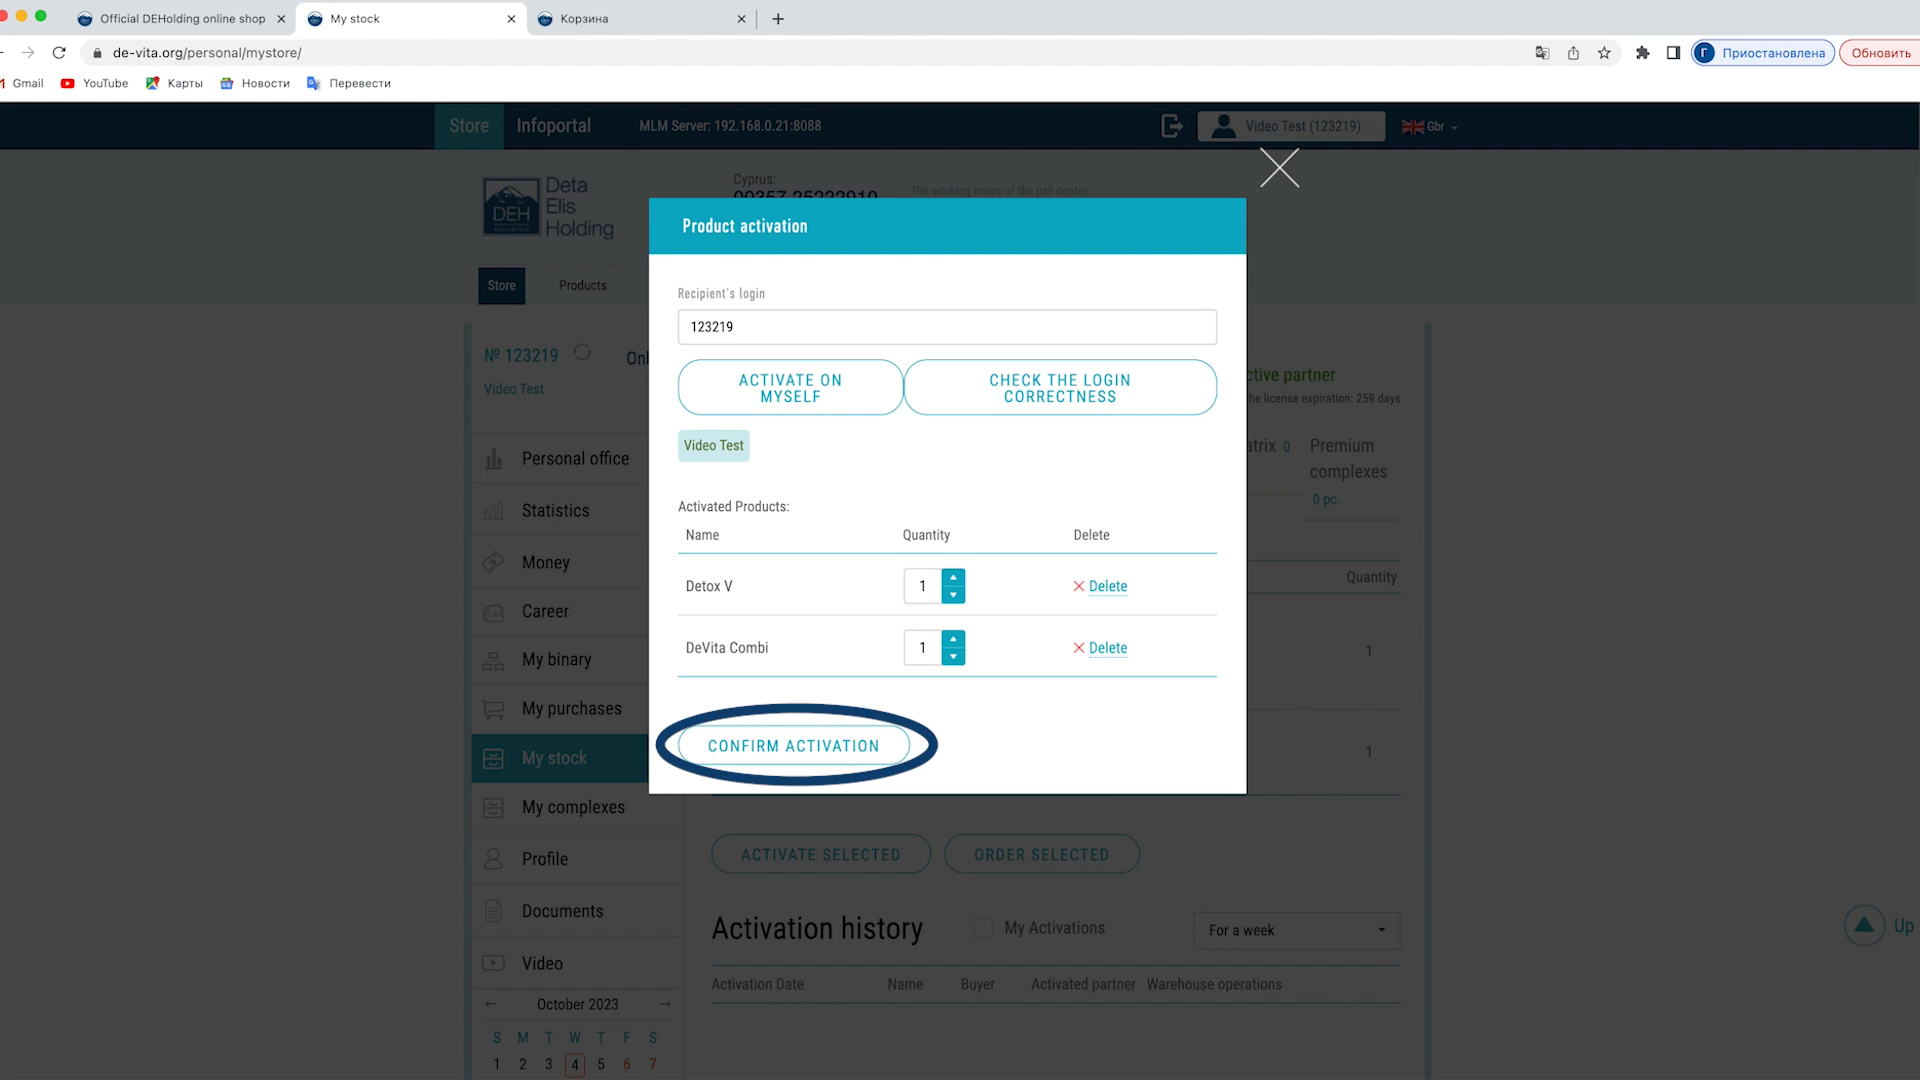 Official DEHolding online shop
My stock
Корзина
de-vita.org/personal/mystore/
Приостановлена
Обновить
Gmail
YouTube
Карты
Новости
Перевести
Store
Infoportal
MLM Server: 192.168.0.21:8088
Video Test (123219)
Gbr
DEH
Deta
Elis
Holding
Cyprus:
The working hours of the call center:
Store
Products
Product activation
Recipient's login
123219
ACTIVATE ON
MYSELF
CHECK THE LOGIN
CORRECTNESS
Video Test
Activated Products:
Name
Quantity
Delete
Detox V
1
Delete
DeVita Combi
1
Delete
CONFIRM ACTIVATION
№ 123219
Video Test
ctive partner
he license expiration: 259 days
atrix 0
Premium
complexes
0 pc.
Quantity
1
1
Personal office
Statistics
Money
Career
My binary
My purchases
My stock
My complexes
Profile
Documents
Video
ACTIVATE SELECTED
ORDER SELECTED
Activation history
My Activations
For a week
Activation Date
Name
Buyer
Activated partner
Warehouse operations
Up
October 2023
S M T W T F S
1 2 3 4 5 6 7